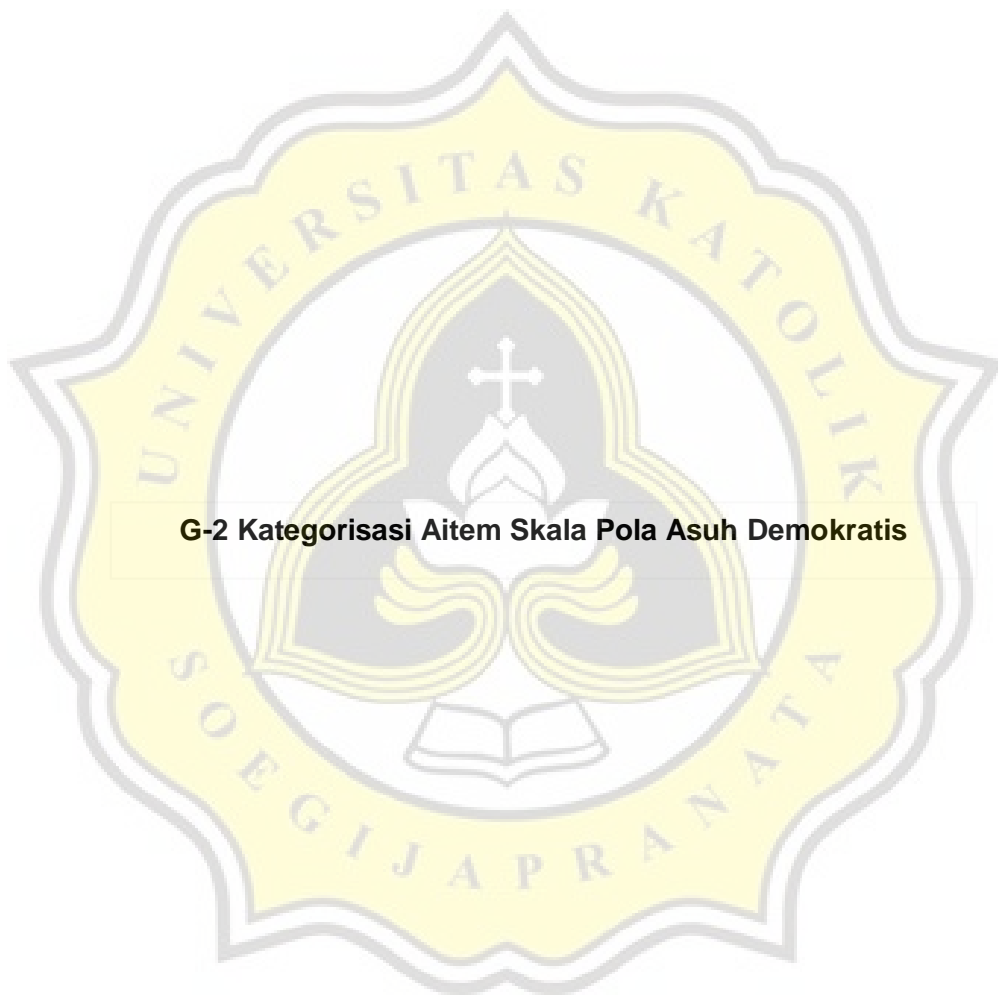 UNIVERSITAS KATOLIK
G-2 Kategorisasi Aitem Skala Pola Asuh Demokratis
SOEGIJAPRANATA